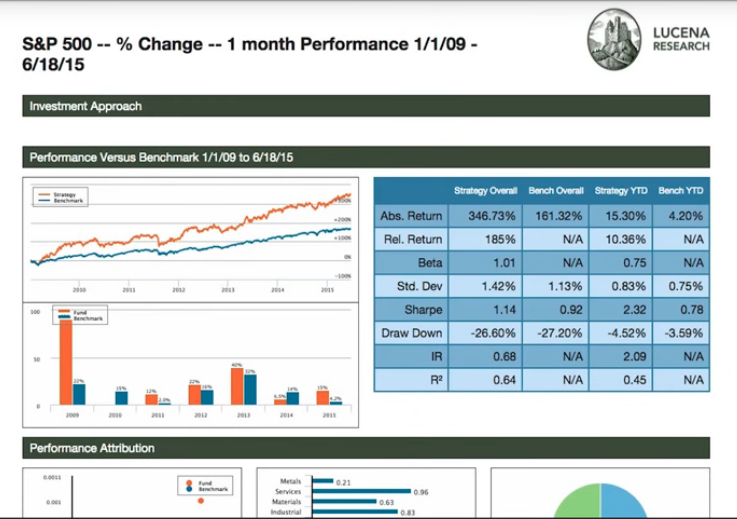 S&P 500 -- % Change -- 1 month Performance 1/1/09 -
6/18/15
LUCENA
RESEARCH
Investment Approach
Performance Versus Benchmark 1/1/09 to 6/18/15
Strategy
Benchmark
+300%
+200%
+100%
0%
-100%
2010 2011 2012 2013 2014 2015
Fund
Benchmark
100
50
0
22% 15% 12% 2.0% 22% 16% 40% 32% 14% 15% 4.2%
2009 2010 2011 2012 2013 2014 2015
Strategy Overall Bench Overall Strategy YTD Bench YTD
Abs. Return 346.73% 161.32% 15.30% 4.20%
Rel. Return 185% N/A 10.36% N/A
Beta 1.01 N/A 0.75 N/A
Std. Dev 1.42% 1.13% 0.83% 0.75%
Sharpe 1.14 0.92 2.32 0.78
Draw Down -26.60% -27.20% -4.52% -3.59%
IR 0.68 N/A 2.09 N/A
R² 0.64 N/A 0.45 N/A
Performance Attribution
0.0011
0.001
Fund
Benchmark
Metals 0.21
Services 0.96
Materials 0.63
Industrial 0.83